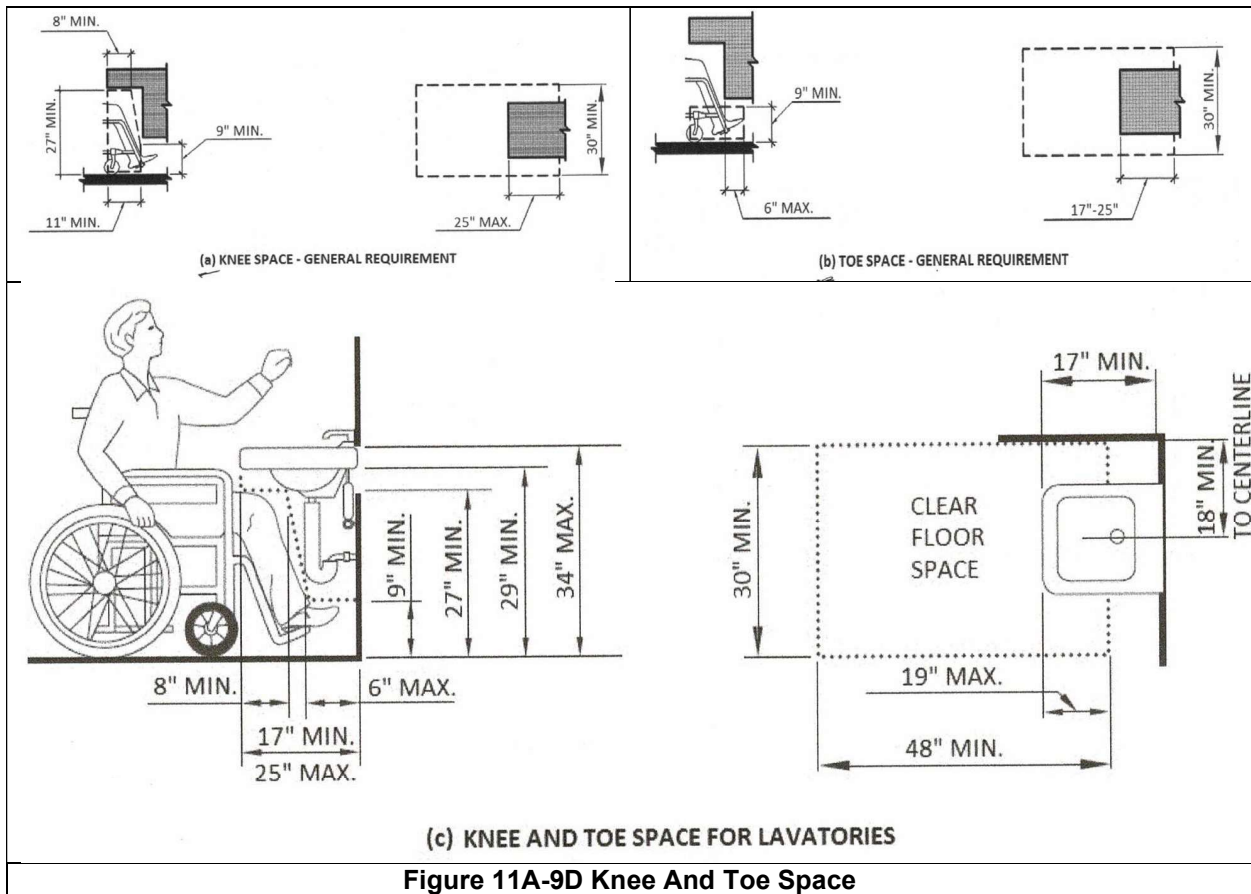 8" MIN.
27" MIN.
9" MIN.
11" MIN.
30" MIN.
25" MAX.
(a) KNEE SPACE - GENERAL REQUIREMENT
9" MIN.
6" MAX.
30" MIN.
17"-25"
(b) TOE SPACE - GENERAL REQUIREMENT
9" MIN.
27" MIN.
29" MIN.
34" MAX.
8" MIN.
6" MAX.
17" MIN.
25" MAX.
17" MIN.
18" MIN.
TO CENTERLINE
30" MIN.
CLEAR
FLOOR
SPACE
19" MAX.
48" MIN.
(c) KNEE AND TOE SPACE FOR LAVATORIES
Figure 11A-9D Knee And Toe Space